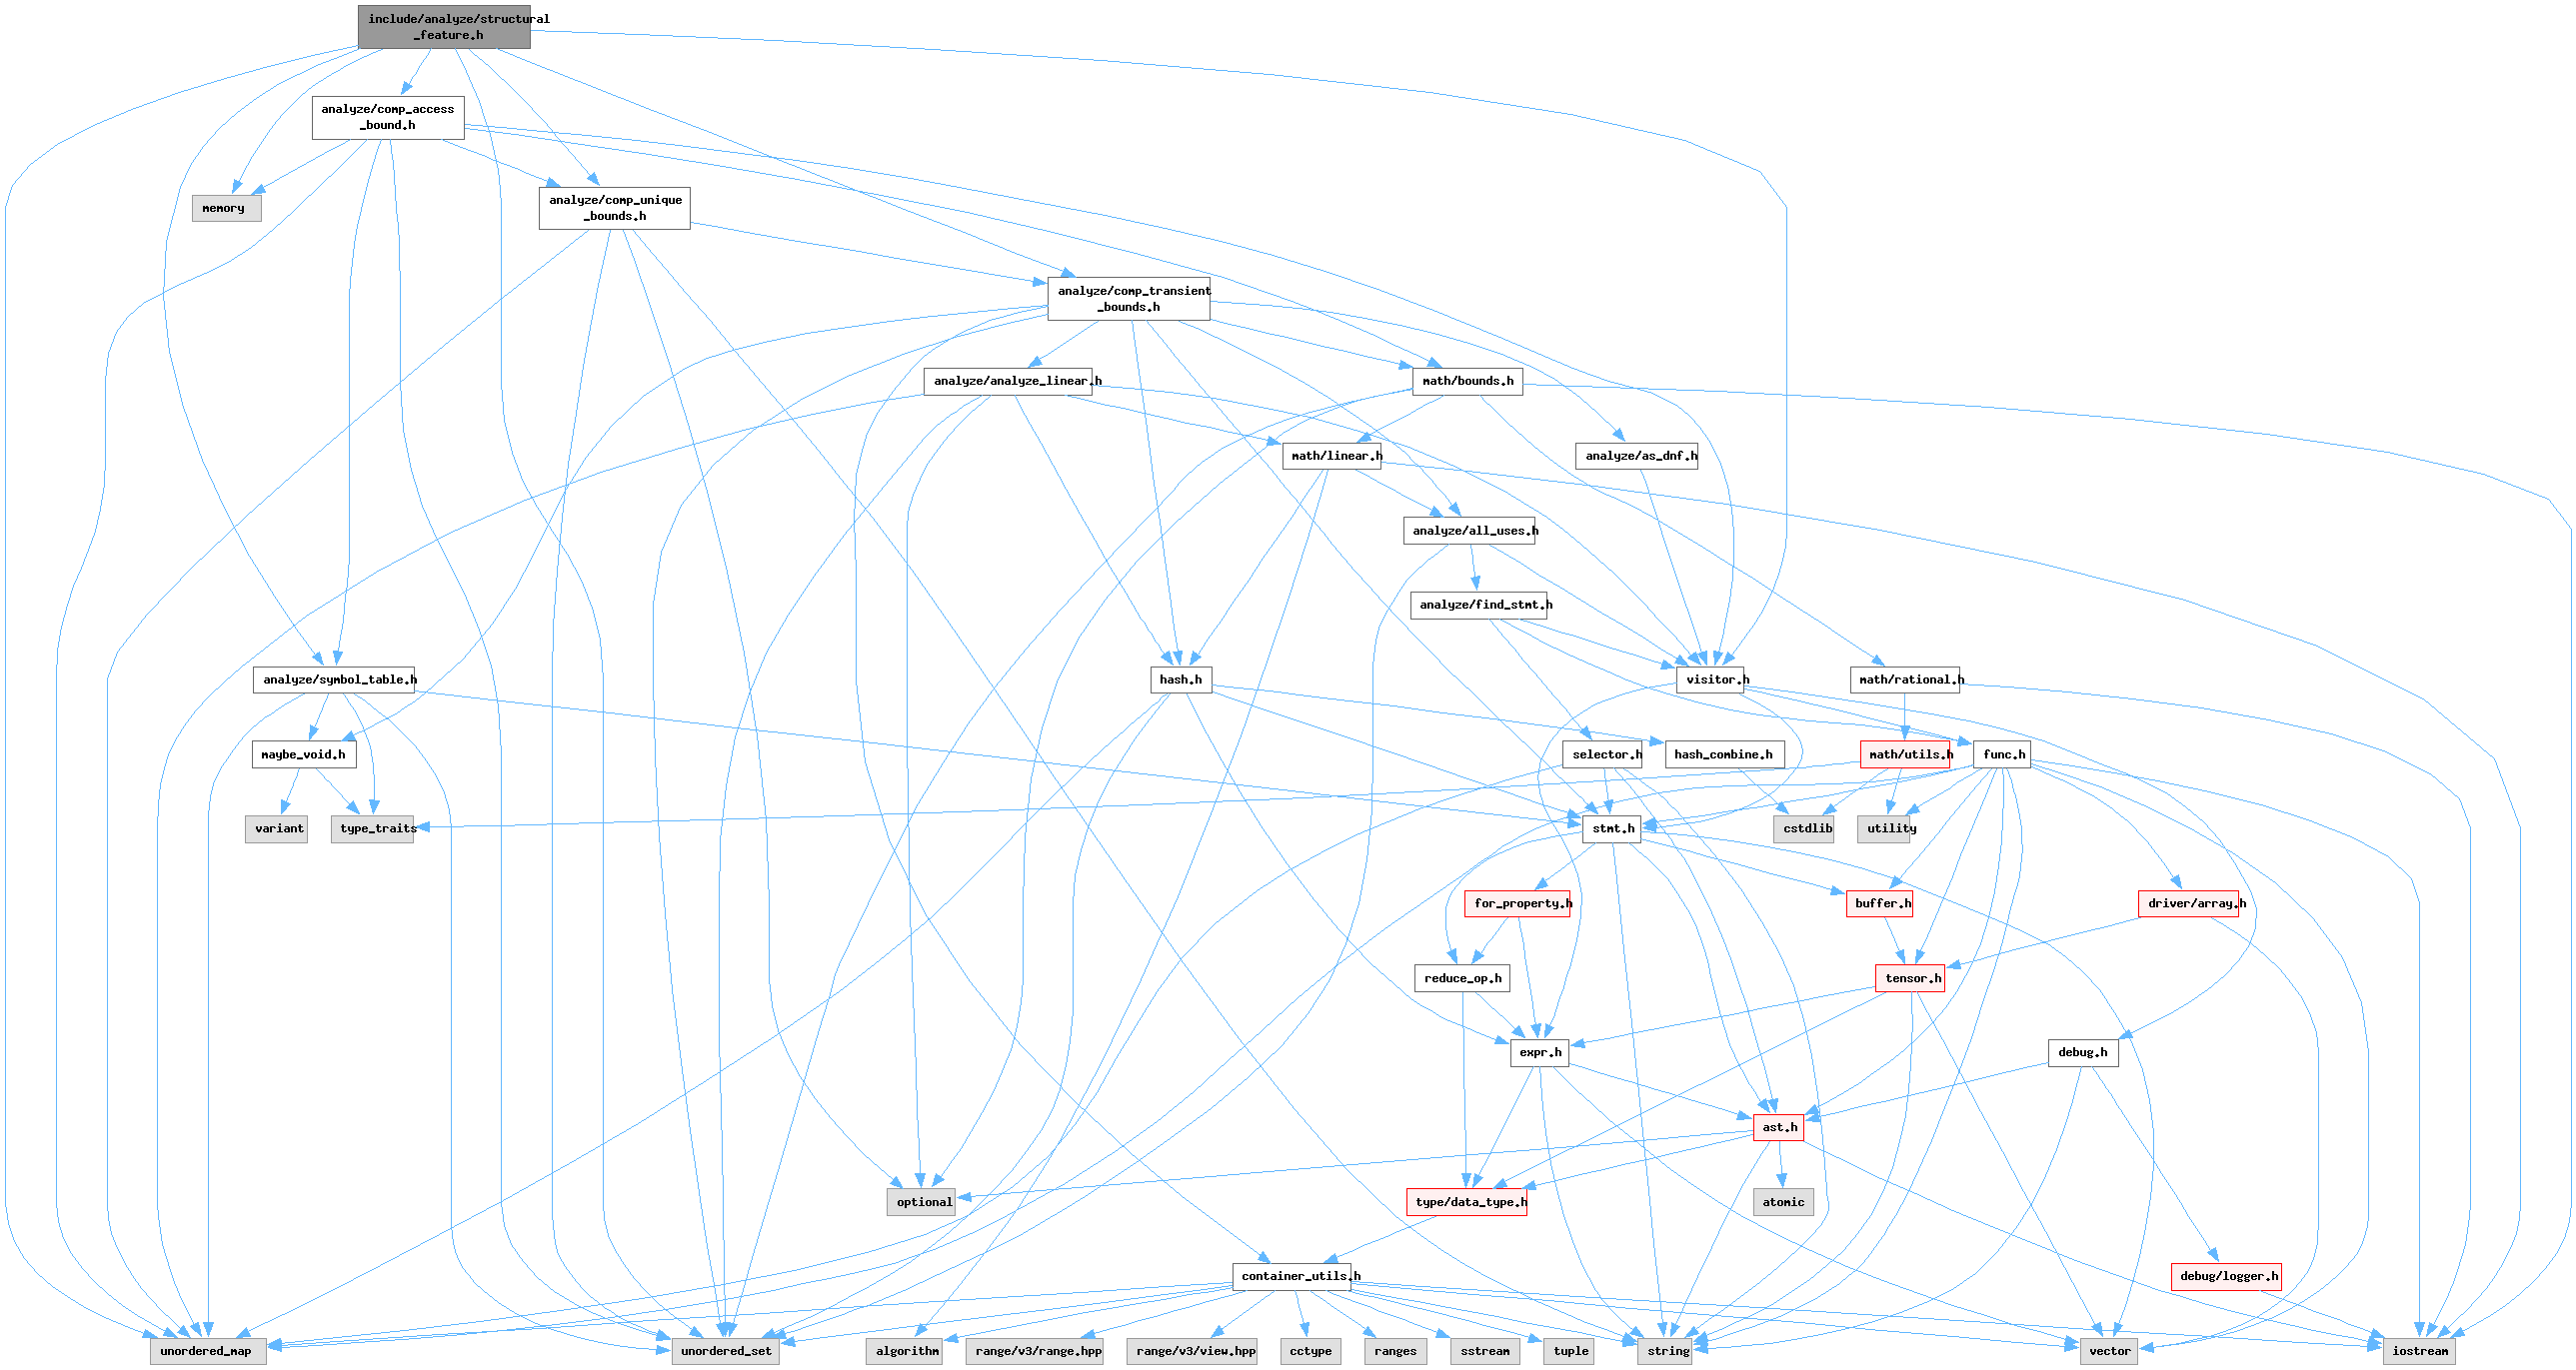 include/analyze/structural
_feature.h
analyze/comp_access
_bound.h
memory
analyze/comp_unique
_bounds.h
analyze/comp_transient
_bounds.h
analyze/analyze_linear.h
math/bounds.h
math/linear.h
analyze/as_dnf.h
analyze/all_uses.h
analyze/find_stmt.h
analyze/symbol_table.h
hash.h
visitor.h
math/rational.h
maybe_void.h
selector.h
hash_combine.h
math/utils.h
func.h
variant
type_traits
stmt.h
cstdlib
utility
for_property.h
buffer.h
driver/array.h
reduce_op.h
tensor.h
expr.h
debug.h
ast.h
optional
type/data_type.h
atomic
container_utils.h
debug/logger.h
unordered_map
unordered_set
algorithm
range/v3/range.hpp
range/v3/view.hpp
cctype
ranges
sstream
tuple
string
vector
iostream